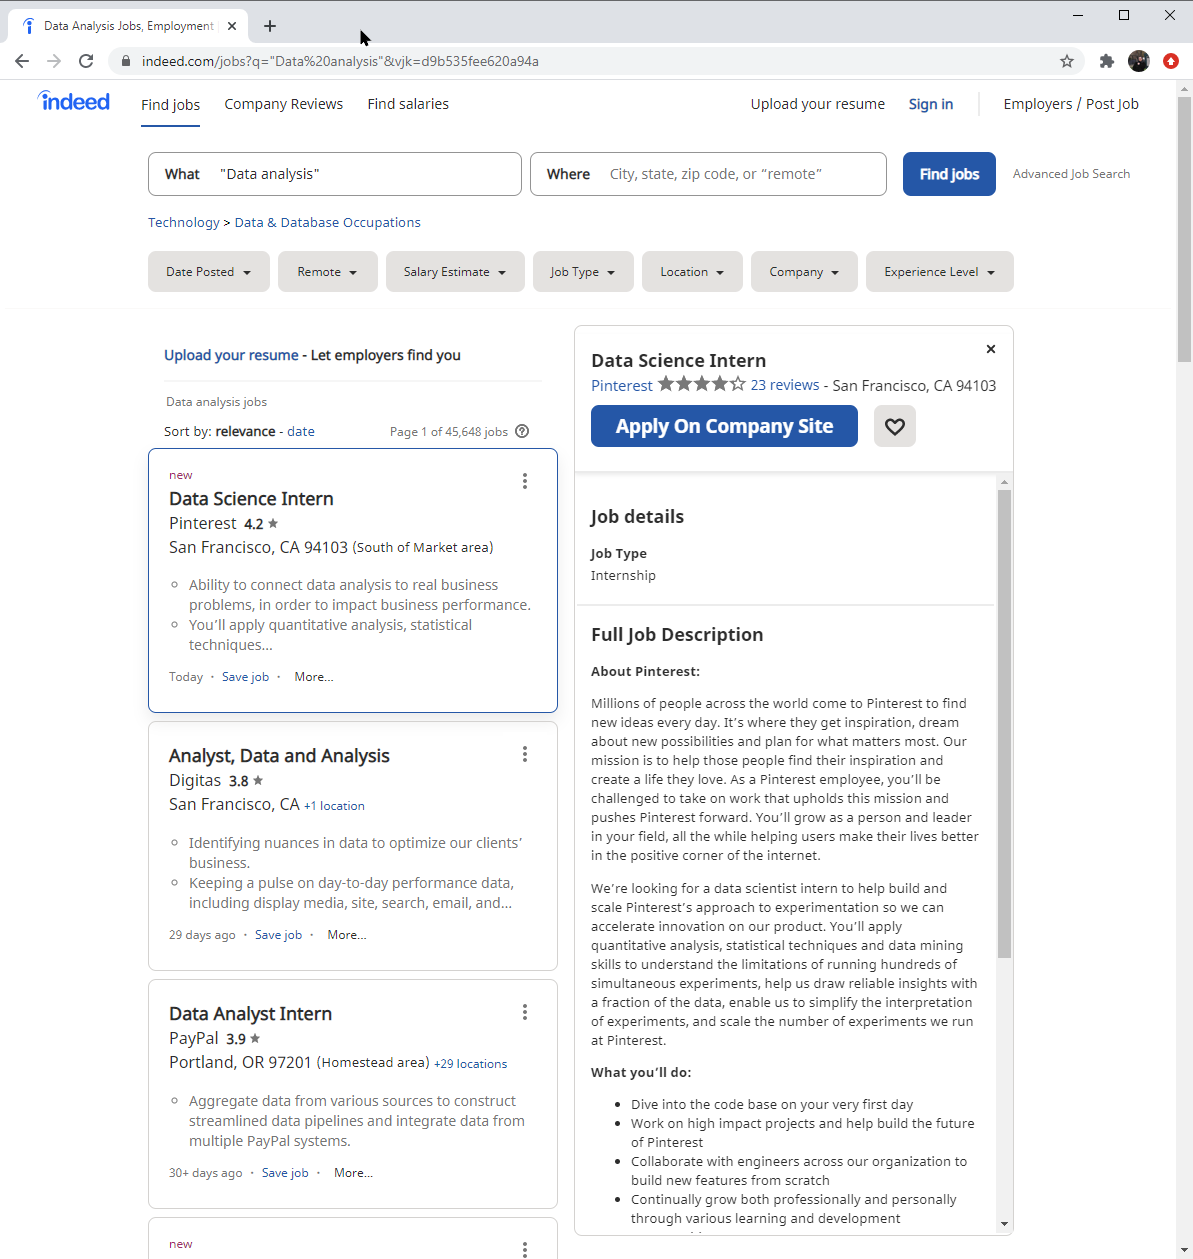 Data Analysis Jobs, Employment
indeed.com/jobs?q="Data%20analysis"&vjk=d9b535fee620a94a
indeed
Find jobs
Company Reviews
Find salaries
Upload your resume
Sign in
Employers / Post Job
What "Data analysis"
Where City, state, zip code, or “remote”
Find jobs
Advanced Job Search
Technology > Data & Database Occupations
Date Posted
Remote
Salary Estimate
Job Type
Location
Company
Experience Level
Upload your resume - Let employers find you
Data analysis jobs
Sort by: relevance - date
Page 1 of 45,648 jobs
new
Data Science Intern
Pinterest 4.2
San Francisco, CA 94103 (South of Market area)
Ability to connect data analysis to real business
problems, in order to impact business performance.
You’ll apply quantitative analysis, statistical
techniques...
Today · Save job · More...
Analyst, Data and Analysis
Digitas 3.8
San Francisco, CA +1 location
Identifying nuances in data to optimize our clients’
business.
Keeping a pulse on day-to-day performance data,
including display media, site, search, email, and...
29 days ago · Save job · More...
Data Analyst Intern
PayPal 3.9
Portland, OR 97201 (Homestead area) +29 locations
Aggregate data from various sources to construct
streamlined data pipelines and integrate data from
multiple PayPal systems.
30+ days ago · Save job · More...
new
Data Science Intern
Pinterest 23 reviews - San Francisco, CA 94103
Apply On Company Site
Job details
Job Type
Internship
Full Job Description
About Pinterest:
Millions of people across the world come to Pinterest to find
new ideas every day. It’s where they get inspiration, dream
about new possibilities and plan for what matters most. Our
mission is to help those people find their inspiration and
create a life they love. As a Pinterest employee, you’ll be
challenged to take on work that upholds this mission and
pushes Pinterest forward. You’ll grow as a person and leader
in your field, all the while helping users make their lives better
in the positive corner of the internet.
We’re looking for a data scientist intern to help build and
scale Pinterest’s approach to experimentation so we can
accelerate innovation on our product. You’ll apply
quantitative analysis, statistical techniques and data mining
skills to understand the limitations of running hundreds of
simultaneous experiments, help us draw reliable insights with
a fraction of the data, enable us to simplify the interpretation
of experiments, and scale the number of experiments we run
at Pinterest.
What you’ll do:
Dive into the code base on your very first day
Work on high impact projects and help build the future
of Pinterest
Collaborate with engineers across our organization to
build new features from scratch
Continually grow both professionally and personally
through various learning and development